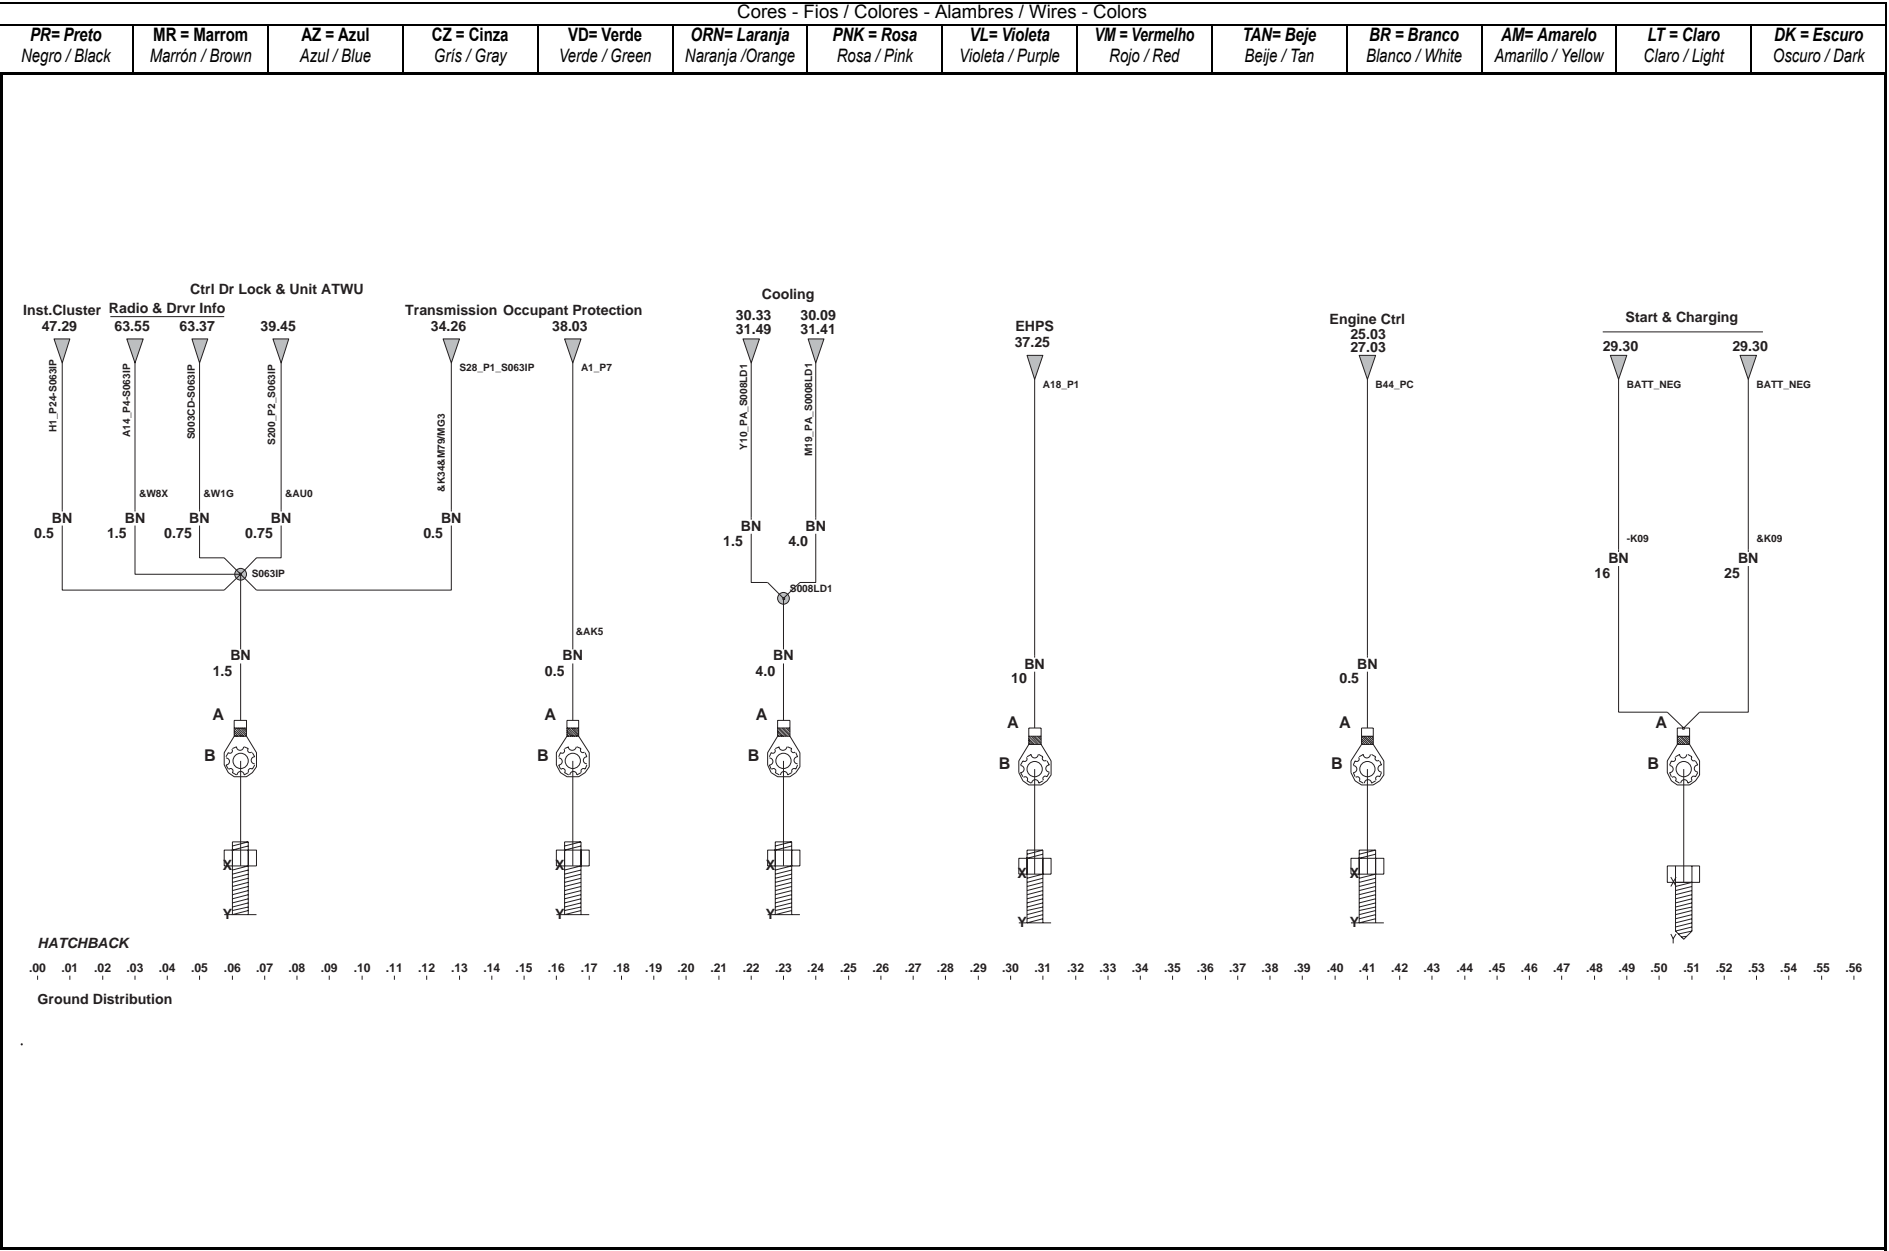 Cores - Fios / Colores - Alambres / Wires - Colors
PR= Preto MR = Marrom AZ = Azul CZ = Cinza VD= Verde ORN= Laranja PNK = Rosa VL= Violeta VM = Vermelho TAN= Beje BR = Branco AM= Amarelo LT = Claro DK = Escuro
Negro / Black Marrón / Brown Azul / Blue Grís / Gray Verde / Green Naranja /Orange Rosa / Pink Violeta / Purple Rojo / Red Beije / Tan Blanco / White Amarillo / Yellow Claro / Light Oscuro / Dark
Ctrl Dr Lock & Unit ATWU
Cooling
Inst.Cluster Radio & Drvr Info Transmission Occupant Protection
30.33 30.09
Start & Charging
Engine Ctrl
47.29 63.55 63.37 39.45 34.26 38.03 31.49 31.41
EHPS
25.03
37.25
27.03 29.30 29.30
S28_P1_S063IP A1_P7
A18_P1 B44_PC BATT_NEG BATT_NEG
H1_P24-S063IP
A14_P4-S063IP
S003CD-S063IP
S200_P2_S063IP
&K34&M79/MG3
Y10_PA_S008LD1
M19_PA_S0008LD1
&W8X &W1G &AU0
BN BN BN BN BN
0.5 1.5 0.75 0.75 0.5
BN BN
1.5 4.0
-K09 &K09
BN BN
16 25
S063IP
S008LD1
&AK5
BN BN BN
1.5 0.5 4.0
BN BN
10 0.5
A A A
A A A
B B B
B B B
X X X
X X X
Y Y Y
Y Y Y
HATCHBACK
.00 .01 .02 .03 .04 .05 .06 .07 .08 .09 .10 .11 .12 .13 .14 .15 .16 .17 .18 .19 .20 .21 .22 .23 .24 .25 .26 .27 .28 .29 .30 .31 .32 .33 .34 .35 .36 .37 .38 .39 .40 .41 .42 .43 .44 .45 .46 .47 .48 .49 .50 .51 .52 .53 .54 .55 .56
Ground Distribution
.